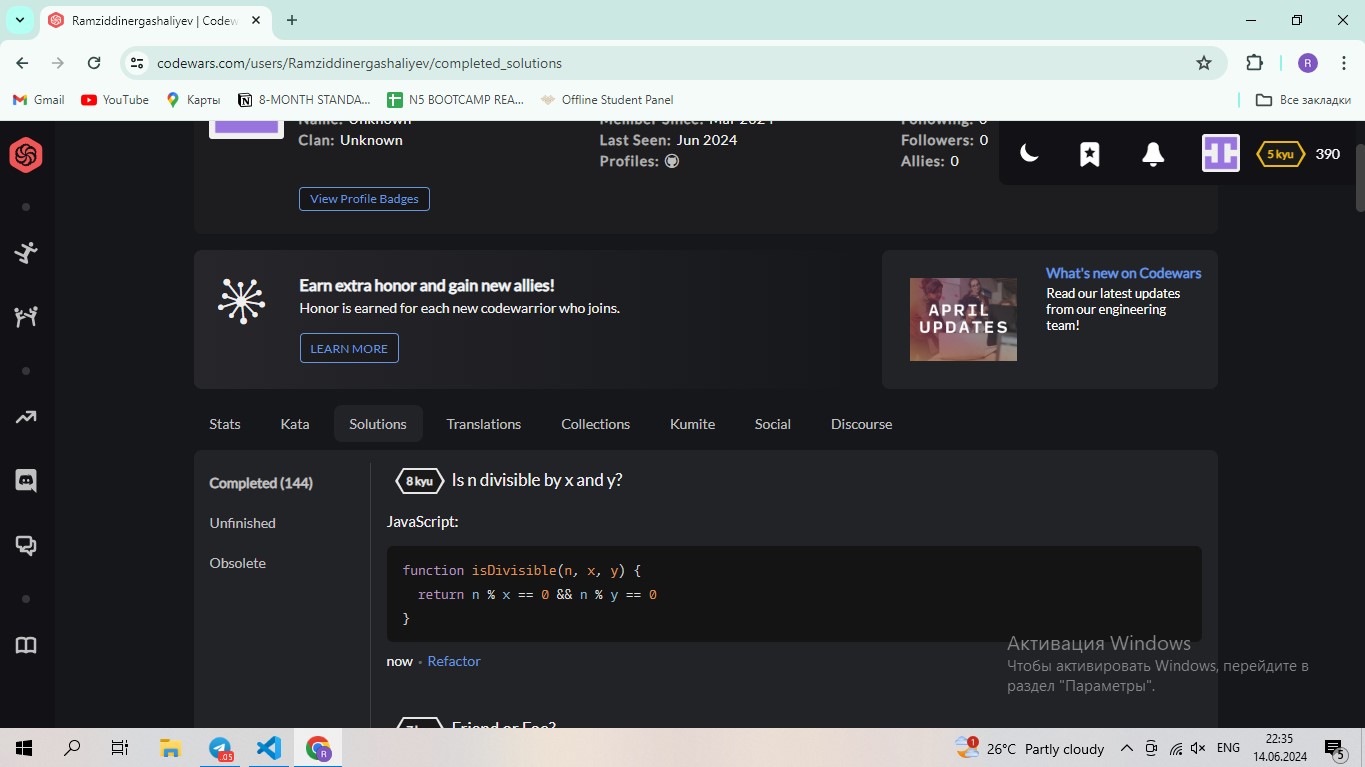 Ramziddinergashaliyev | Codew
codewars.com/users/Ramziddinergashaliyev/completed_solutions
R
Gmail
YouTube
Карты
8-MONTH STANDA...
N5 BOOTCAMP REA...
Offline Student Panel
Все закладки
Name: Unknown
Member Since: Mar 2024
Following: 0
Clan: Unknown
Last Seen: Jun 2024
Followers: 0
Profiles:
Allies: 0
5 kyu
390
View Profile Badges
Earn extra honor and gain new allies!
Honor is earned for each new codewarrior who joins.
LEARN MORE
APRIL
UPDATES
What's new on Codewars
Read our latest updates
from our engineering
team!
Stats
Kata
Solutions
Translations
Collections
Kumite
Social
Discourse
Completed (144)
Unfinished
Obsolete
8 kyu
Is n divisible by x and y?
JavaScript:
function isDivisible(n, x, y) {
return n % x == 0 && n % y == 0
}
now • Refactor
Friend or Foe?
Активация Windows
Чтобы активировать Windows, перейдите в
раздел "Параметры".
.05
R
1
26°C Partly cloudy
ENG
22:35
14.06.2024
5